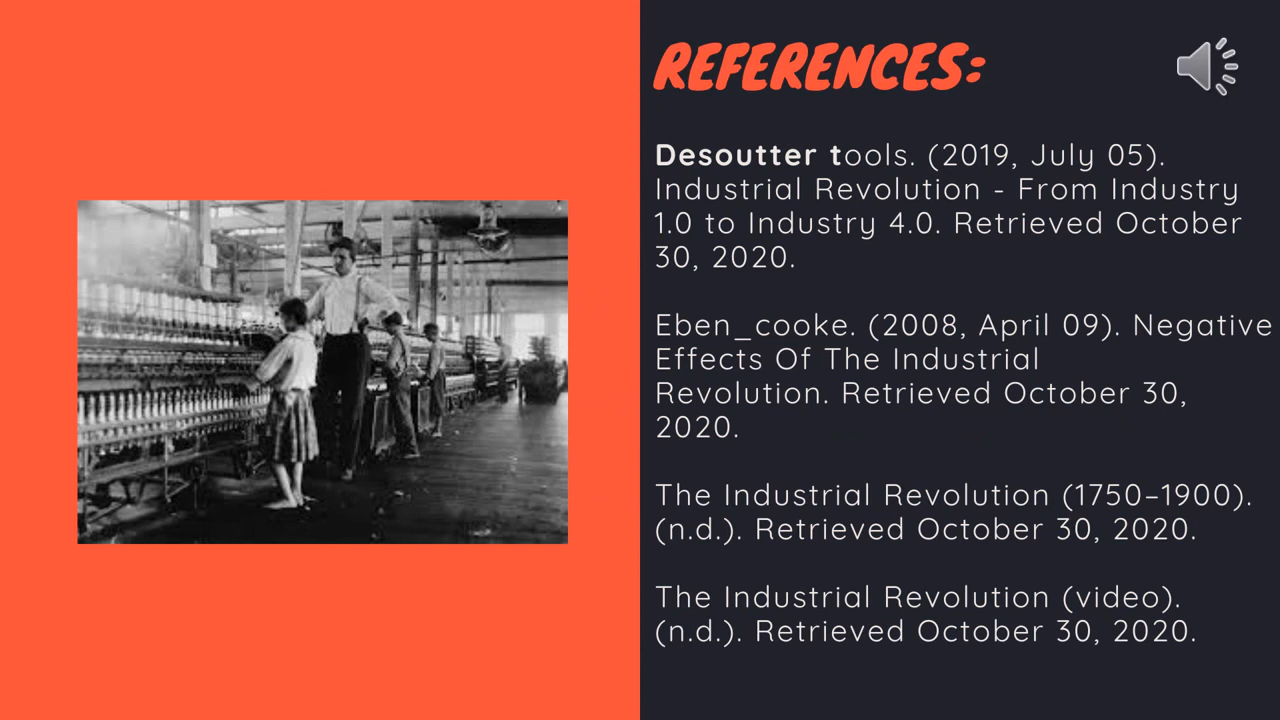 REFERENCES:
Desoutter tools. (2019, July 05).
Industrial Revolution - From Industry
1.0 to Industry 4.0. Retrieved October
30, 2020.
Eben_cooke. (2008, April 09). Negative
Effects Of The Industrial
Revolution. Retrieved October 30,
2020.
The Industrial Revolution (1750–1900).
(n.d.). Retrieved October 30, 2020.
The Industrial Revolution (video).
(n.d.). Retrieved October 30, 2020.